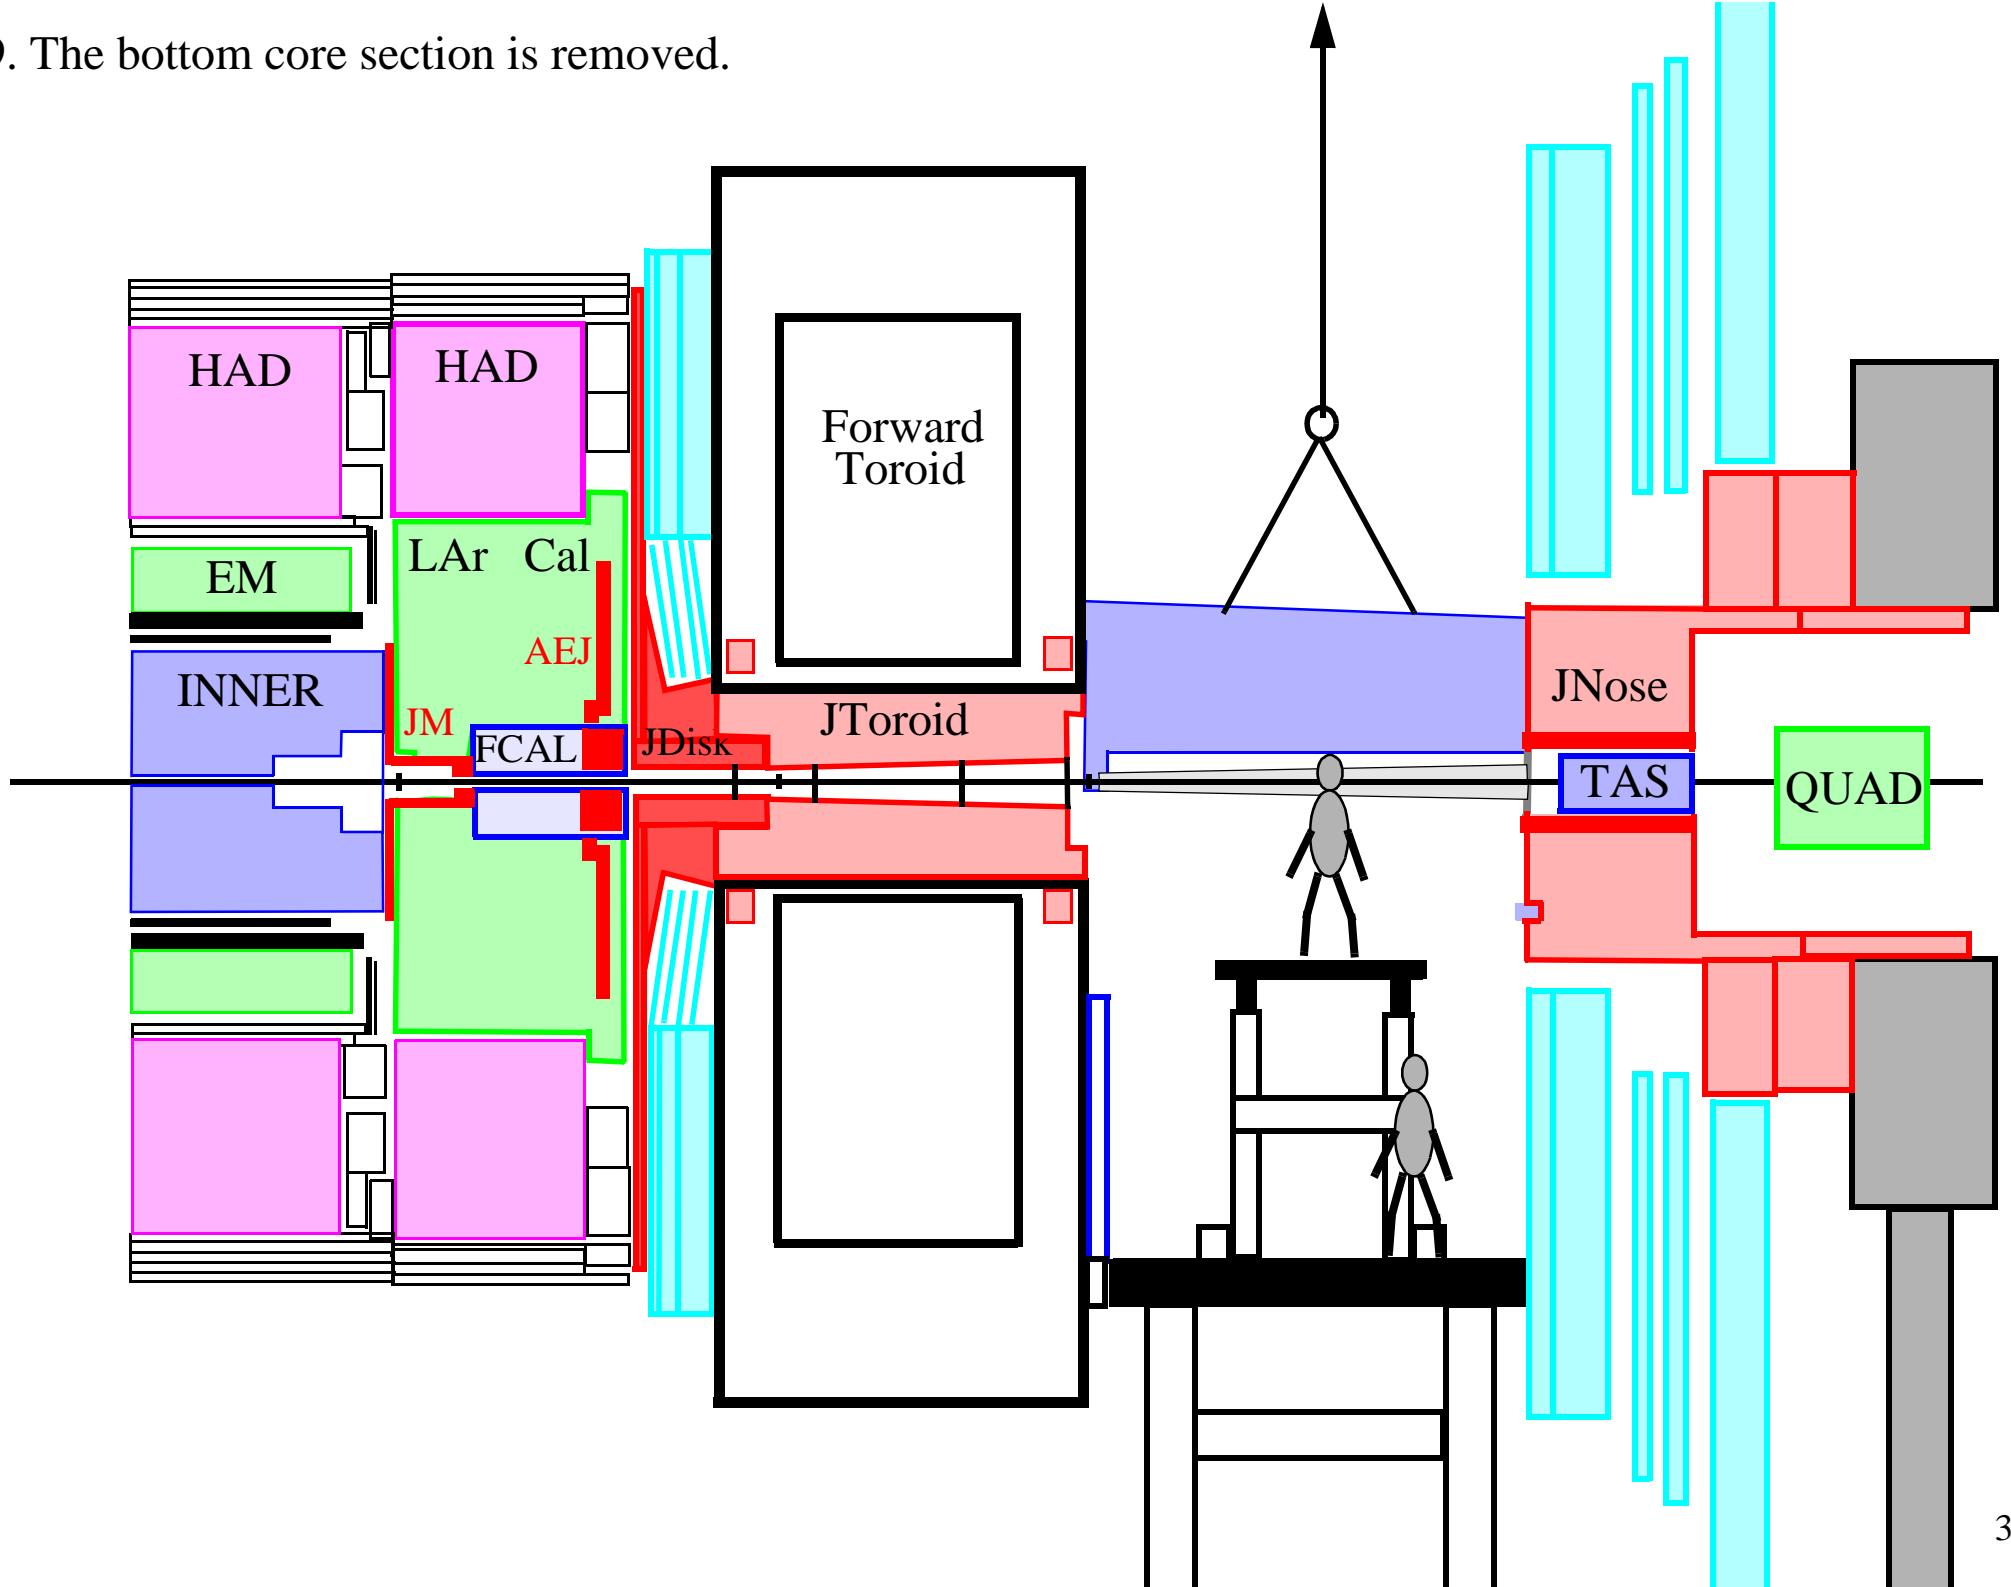 . The bottom core section is removed.
HAD
HAD
Forward
Toroid
LAr Cal
EM
AEJ
INNER
JM
JNose
JToroid
FCAL
JDisk
TAS
QUAD
3